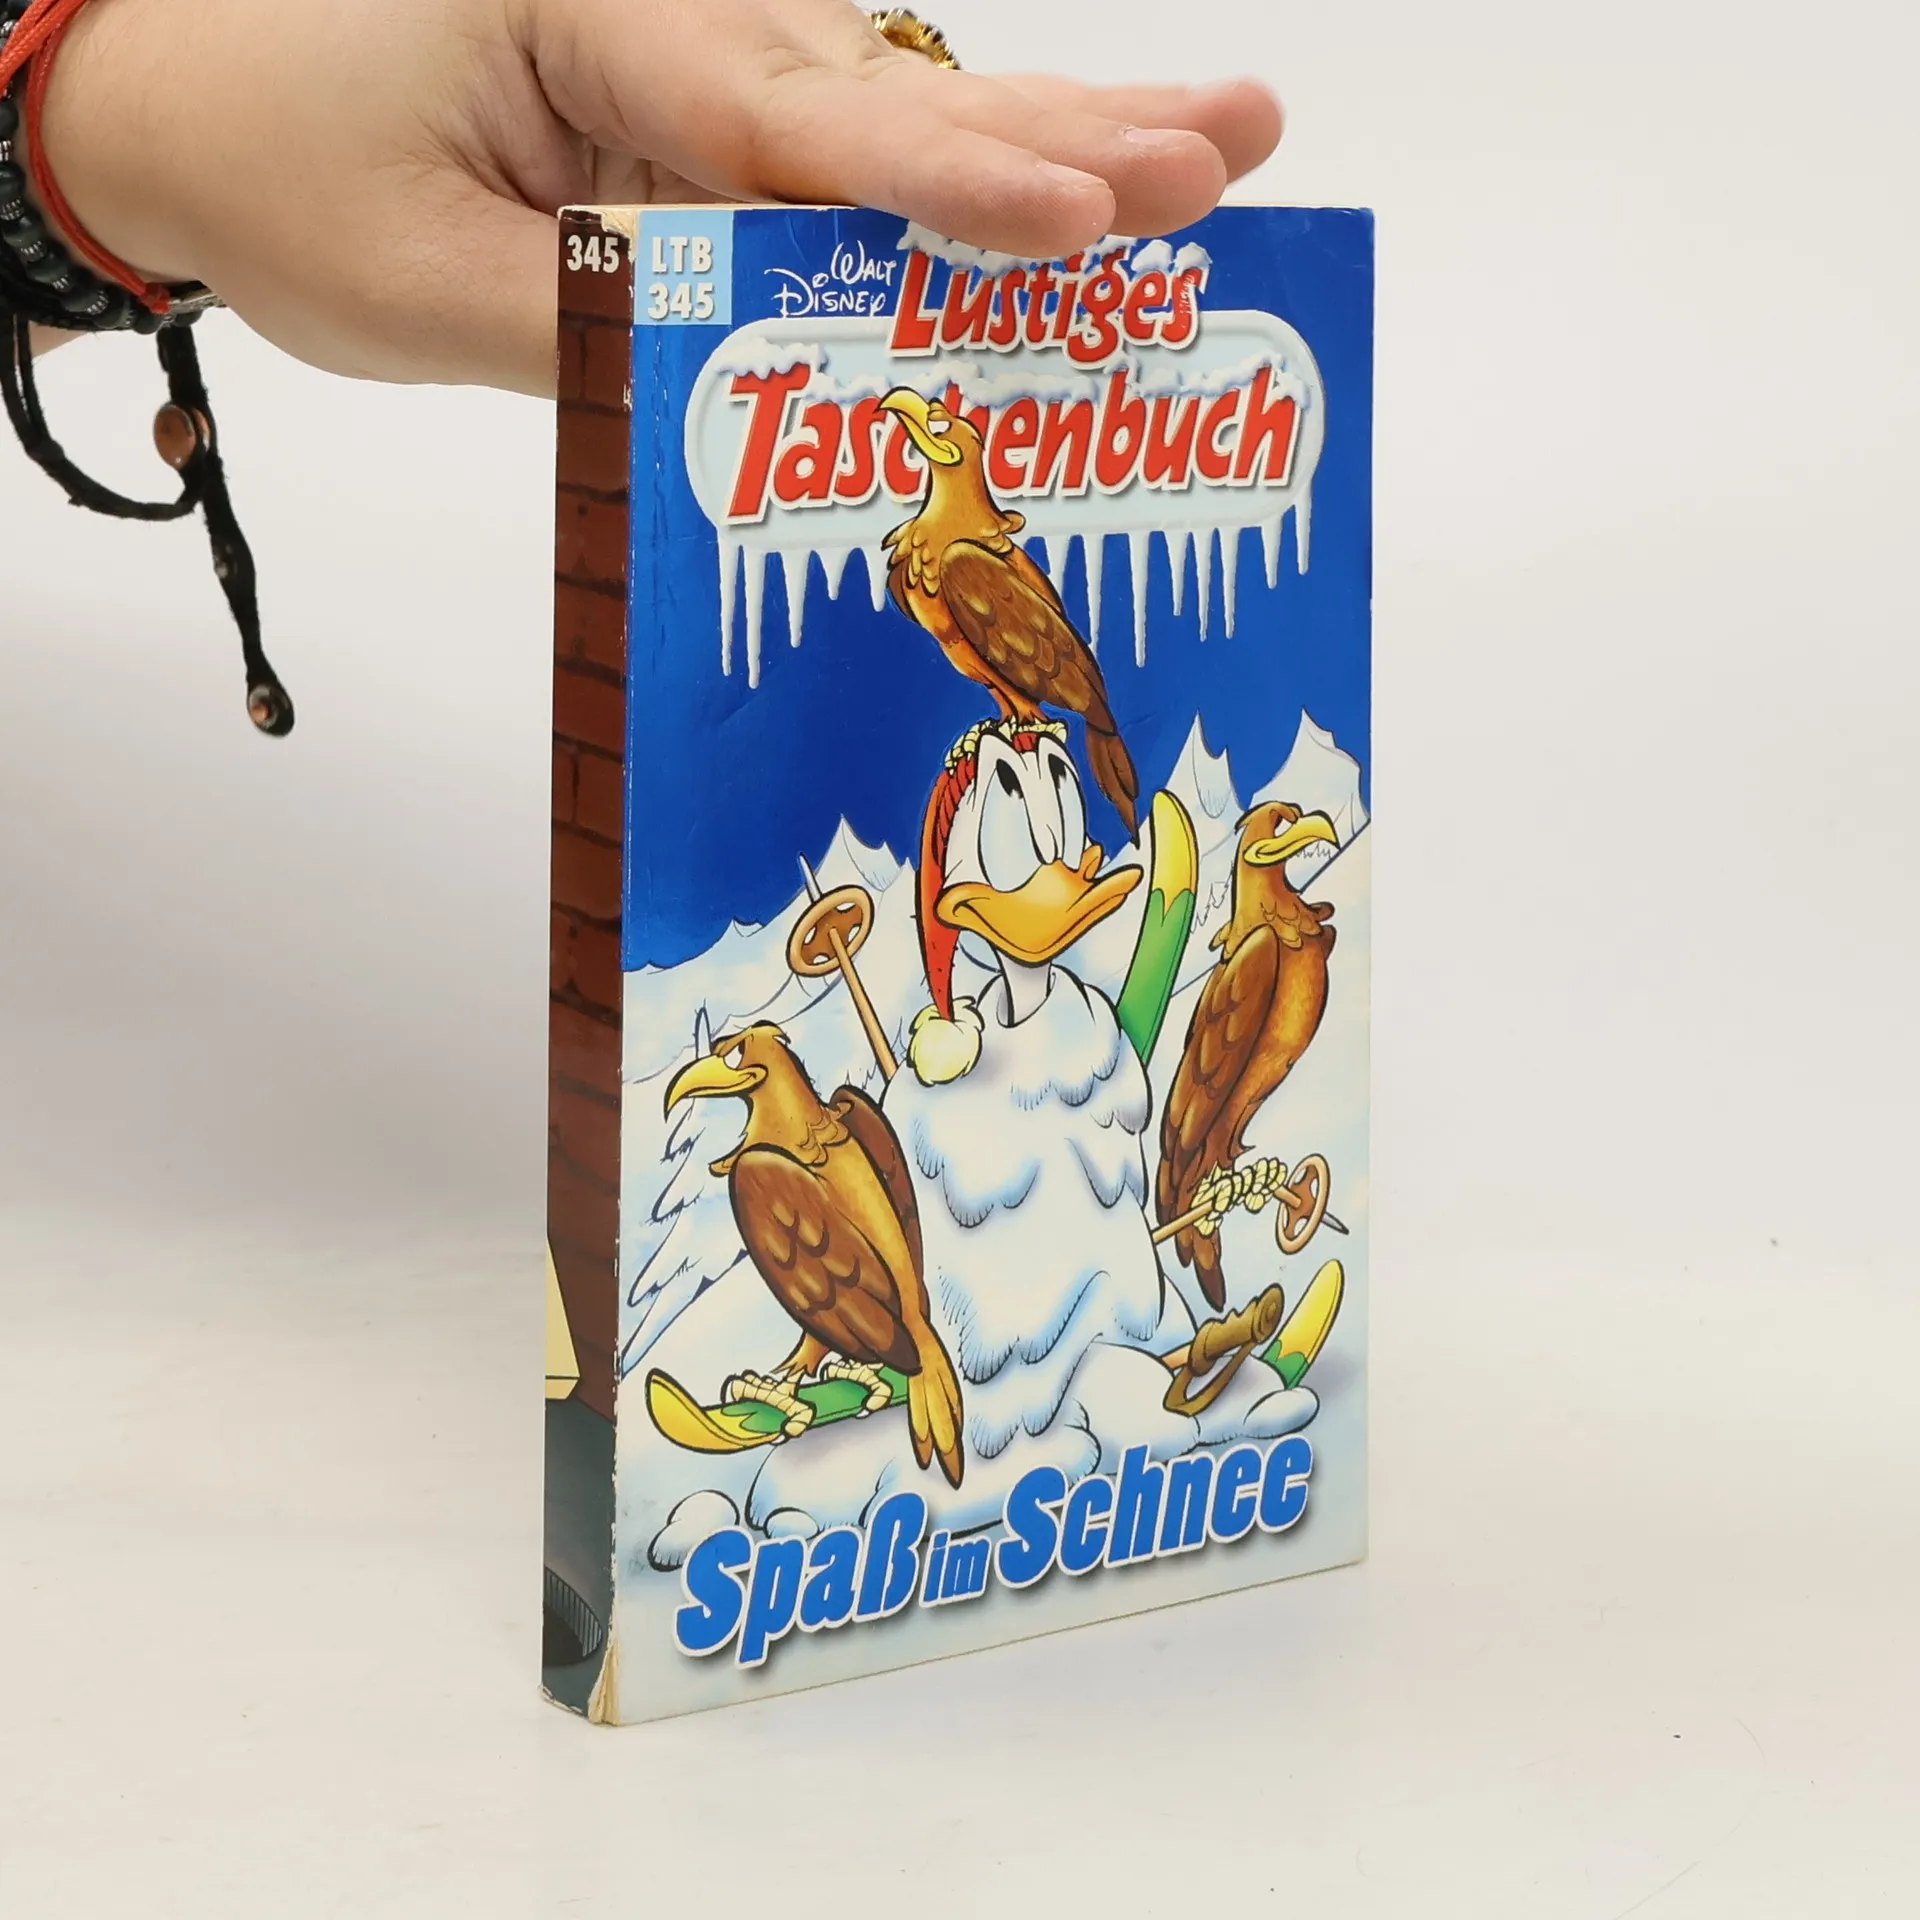 345
LTB
345
Walt
Disney
Lustiges
Taschenbuch
Spaß im Schnee